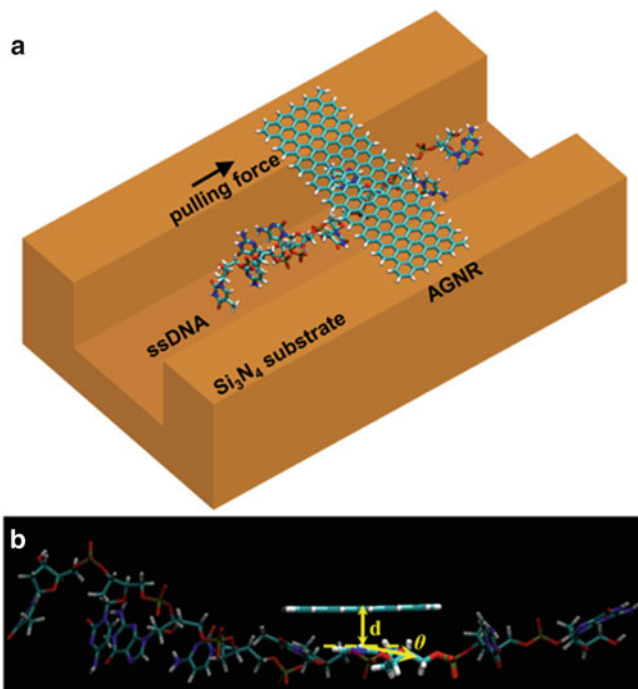 a
pulling force
AGNR
ssDNA
Si₃N₄ substrate
b
d
θ